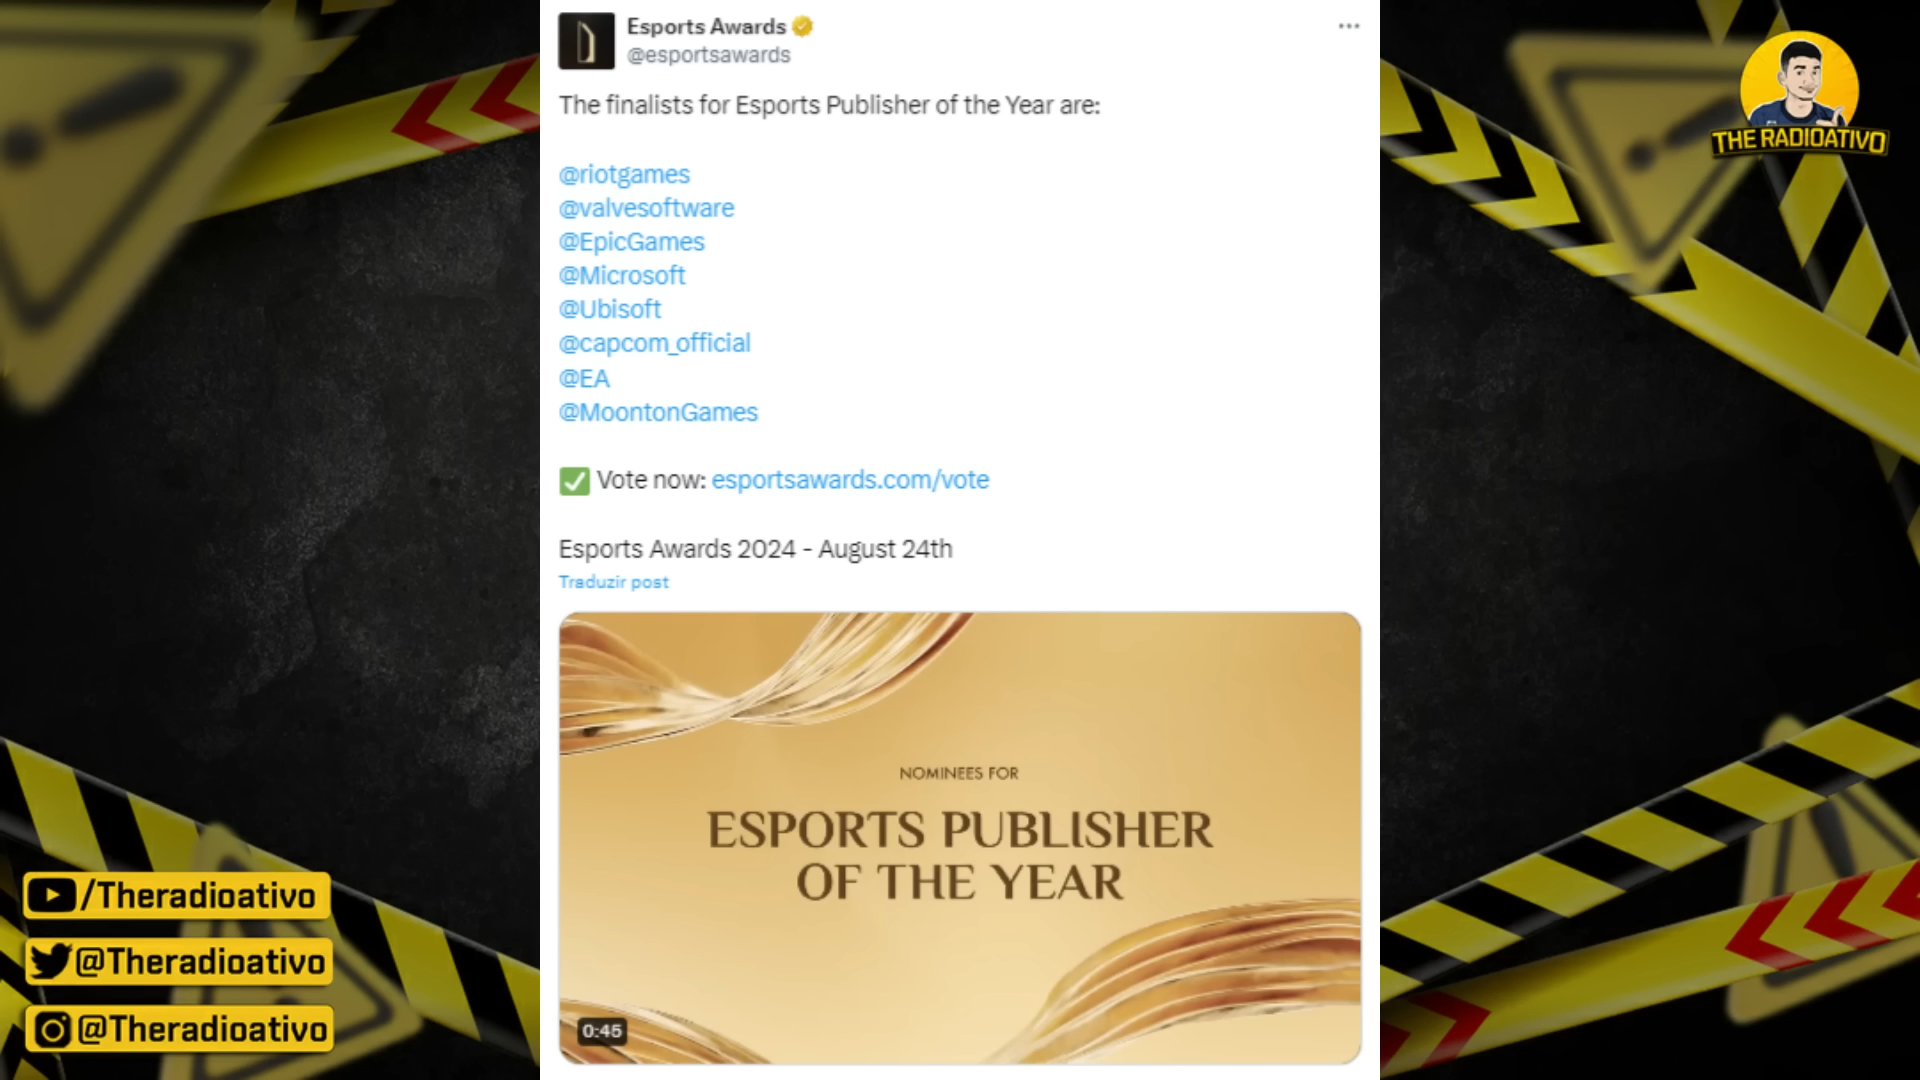 Esports Awards
@esportsawards
The finalists for Esports Publisher of the Year are:
@riotgames
@valvesoftware
@EpicGames
@Microsoft
@Ubisoft
@capcom_official
@EA
@MoontonGames
✅ Vote now: esportsawards.com/vote
Esports Awards 2024 - August 24th
Traduzir post
NOMINEES FOR
ESPORTS PUBLISHER
OF THE YEAR
0:45
THE RADIOATIVO
/Theradioativo
@Theradioativo
@Theradioativo